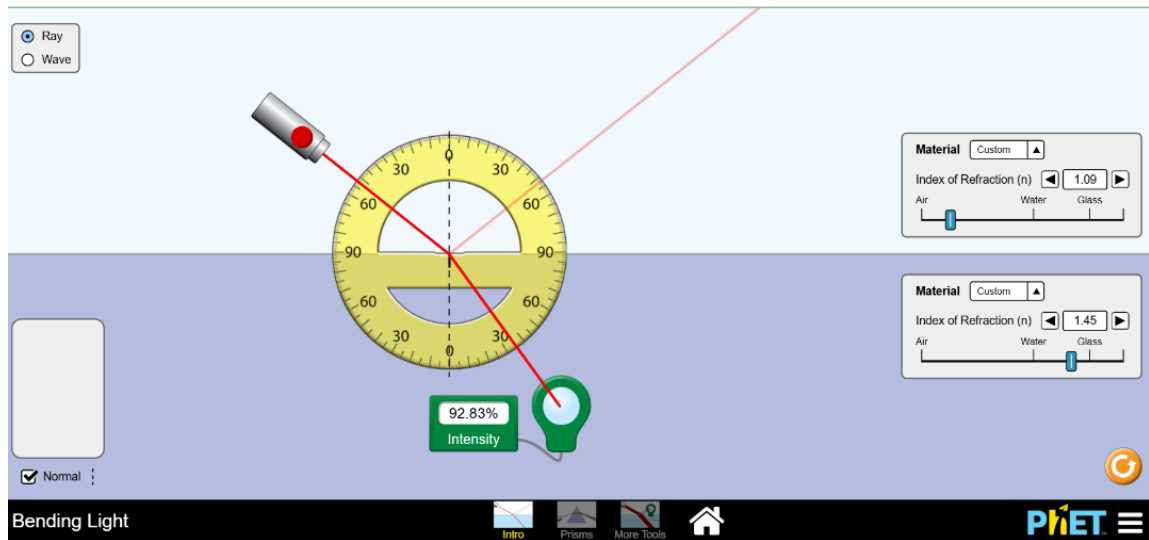 Ray
Wave
0
30 30
60 60
90 90
60 60
30 30
0
Material Custom
Index of Refraction (n) 1.09
Air Water Glass
Material Custom
Index of Refraction (n) 1.45
Air Water Glass
92.83%
Intensity
Normal
Bending Light
Intro
Prisms
More Tools
PhET